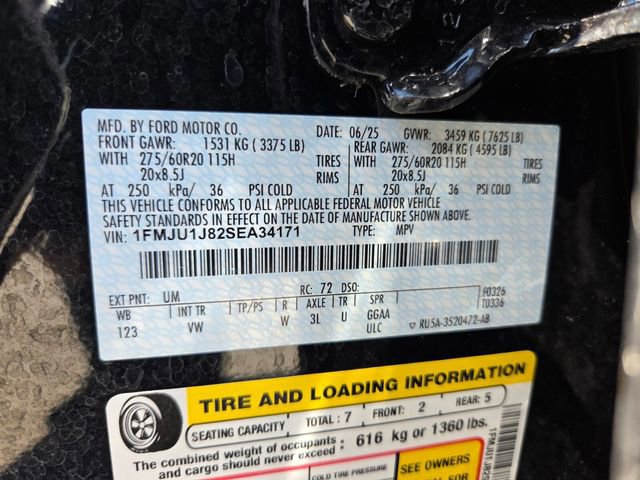 MFD. BY FORD MOTOR CO. DATE: 06/25 GVWR: 3459 KG (7625 LB)
FRONT GAWR: 1531 KG (3375 LB) REAR GAWR: 2084 KG (4595 LB)
WITH 275/60R20 115H TIRES WITH 275/60R20 115H TIRES
20x8.5J RIMS 20x8.5J RIMS
AT 250 kPa/ 36 PSI COLD AT 250 kPa/ 36 PSI COLD
THIS VEHICLE CONFORMS TO ALL APPLICABLE FEDERAL MOTOR VEHICLE
SAFETY STANDARDS IN EFFECT ON THE DATE OF MANUFACTURE SHOWN ABOVE.
VIN: 1FMJU1J82SEA34171 TYPE: MPV
EXT PNT: UM RC: 72 DSO: F0326
WB INT TR TP/PS R AXLE TR SPR T0336
123 VW W 3L U GGAA
ULC ▽ RU5A-3520472-AB
TIRE AND LOADING INFORMATION
SEATING CAPACITY TOTAL: 7 FRONT: 2 REAR: 5
The combined weight of occupants and cargo should never exceed : 616 kg or 1360 lbs.
COLD TIRE PRESSURE SEE OWNERS